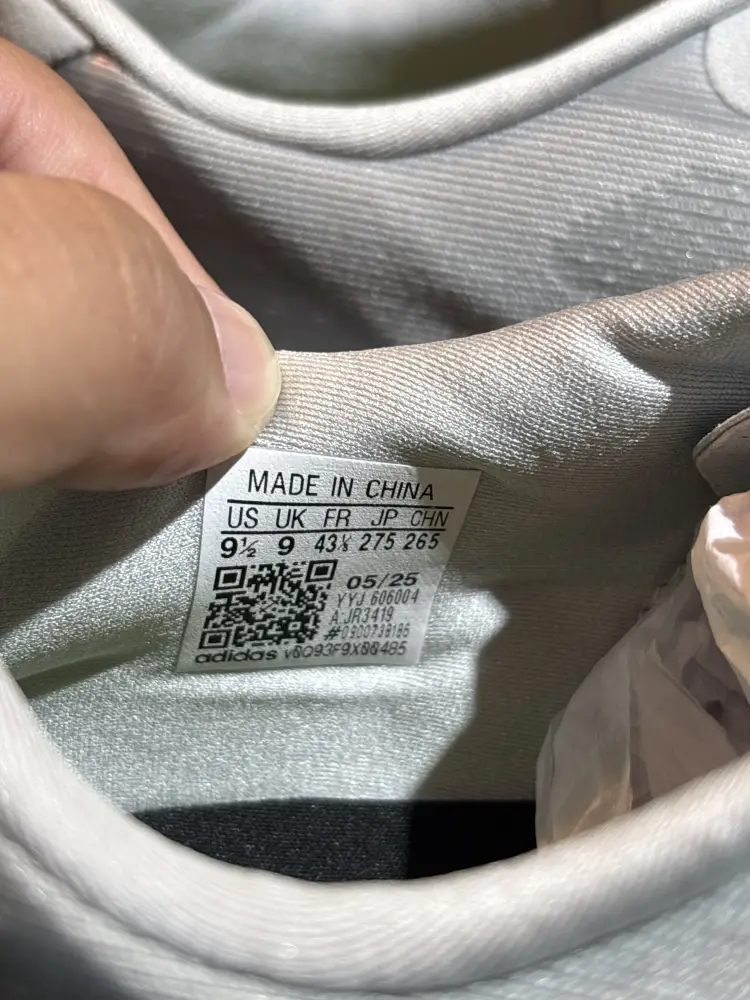 MADE IN CHINA
US UK FR JP CHN
9½ 9 43⅓ 275 265
05/25
YYJ 606004
A:JR3419
adidas